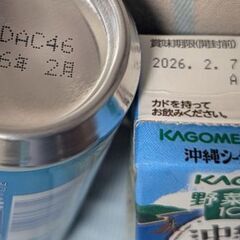 DAC46
6年 2月
賞味期限(開封前)
2026. 2. 7
A
カドを持って
お飲みください。
KAGOME
沖縄シー
KAGOME
野菜